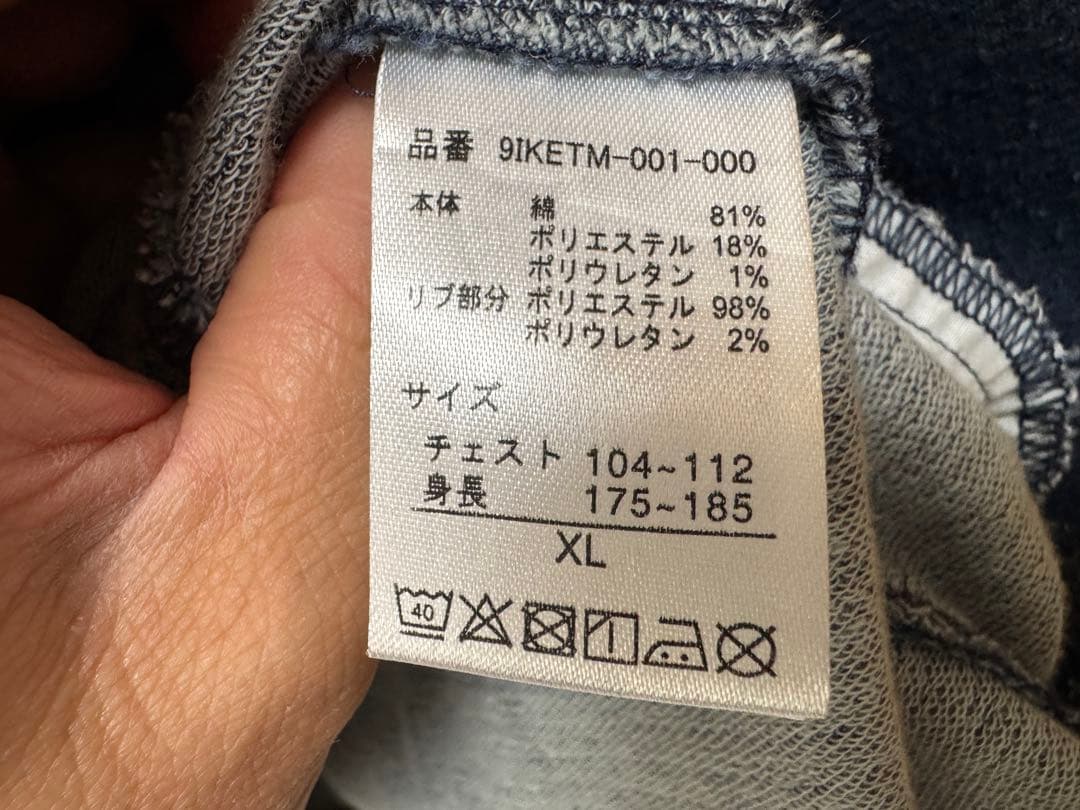 品番 9IKETM-001-000
本体 綿 81%
ポリエステル 18%
ポリウレタン 1%
リブ部分 ポリエステル 98%
ポリウレタン 2%
サイズ
チェスト 104~112
身長 175~185
XL
40